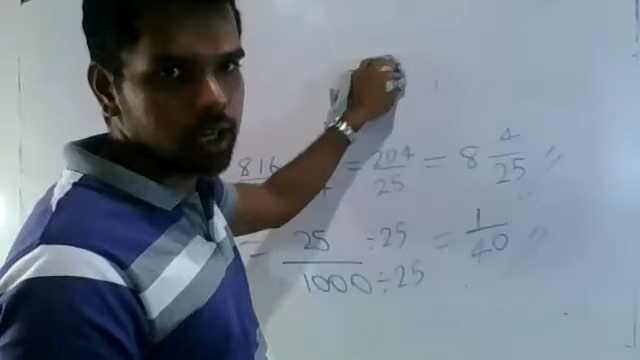 816 = 204/25 = 8 4/25 "
= 25/1000 ÷25/÷25 = 1/40 "